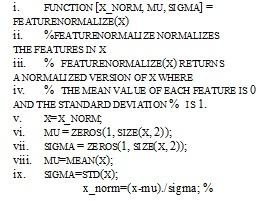 i. FUNCTION [X_NORM, MU, SIGMA] =
FEATURENORMALIZE(X)
ii. %FEATURENORMALIZE NORMALIZES
THE FEATURES IN X
iii. % FEATURENORMALIZE(X) RETURNS
A NORMALIZED VERSION OF X WHERE
iv. % THE MEAN VALUE OF EACH FEATURE IS 0
AND THE STANDARD DEVIATION % IS 1.
v. X=X_NORM;
vi. MU = ZEROS(1, SIZE(X, 2));
vii. SIGMA = ZEROS(1, SIZE(X, 2));
viii. MU=MEAN(X);
ix. SIGMA=STD(X);
x_norm=(x-mu)./sigma; %